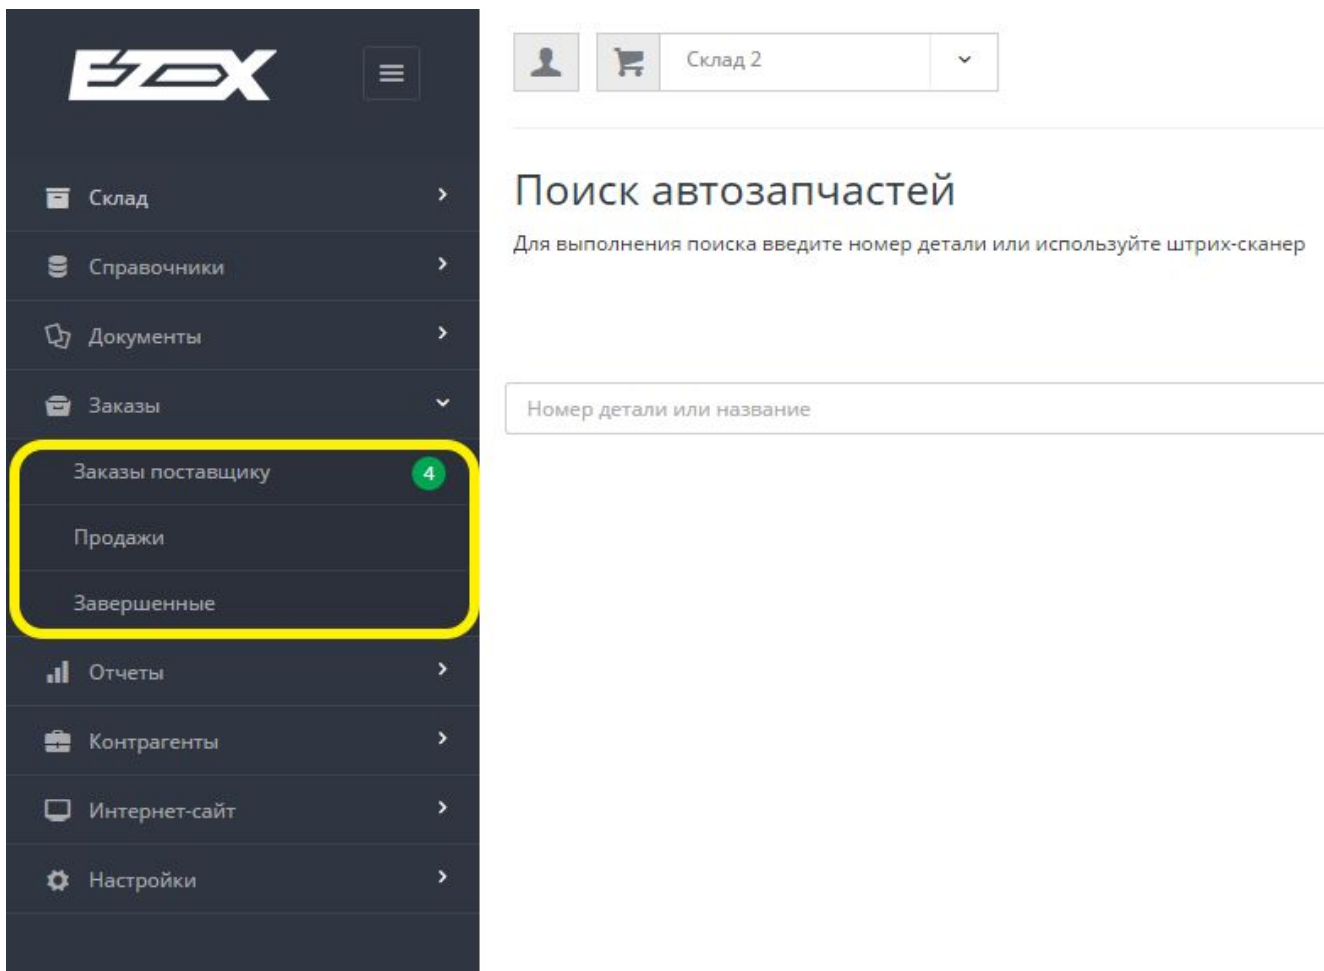 EZEX
Склад 2
Поиск автозапчастей
Для выполнения поиска введите номер детали или используйте штрих-сканер
Номер детали или название
Склад
Справочники
Документы
Заказы
Заказы поставщику 4
Продажи
Завершенные
Отчеты
Контрагенты
Интернет-сайт
Настройки